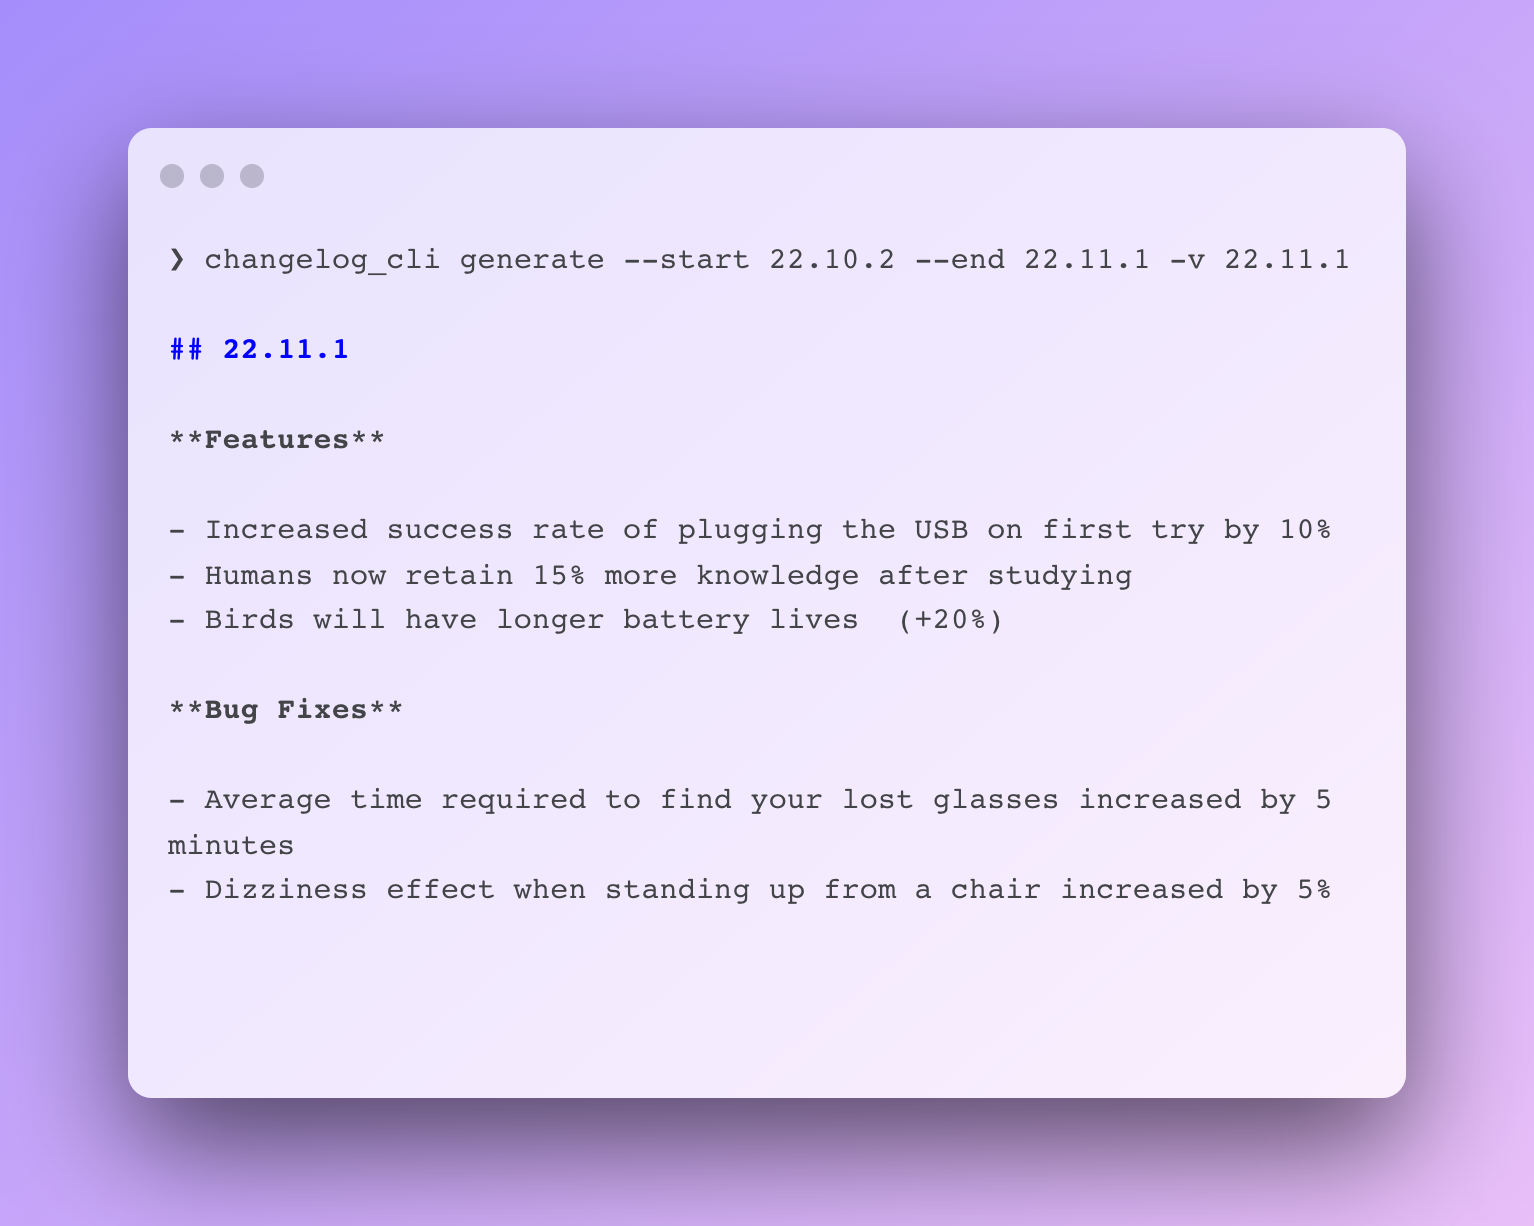 ❯ changelog_cli generate --start 22.10.2 --end 22.11.1 -v 22.11.1
## 22.11.1
**Features**
- Increased success rate of plugging the USB on first try by 10%
- Humans now retain 15% more knowledge after studying
- Birds will have longer battery lives  (+20%)
**Bug Fixes**
- Average time required to find your lost glasses increased by 5
minutes
- Dizziness effect when standing up from a chair increased by 5%